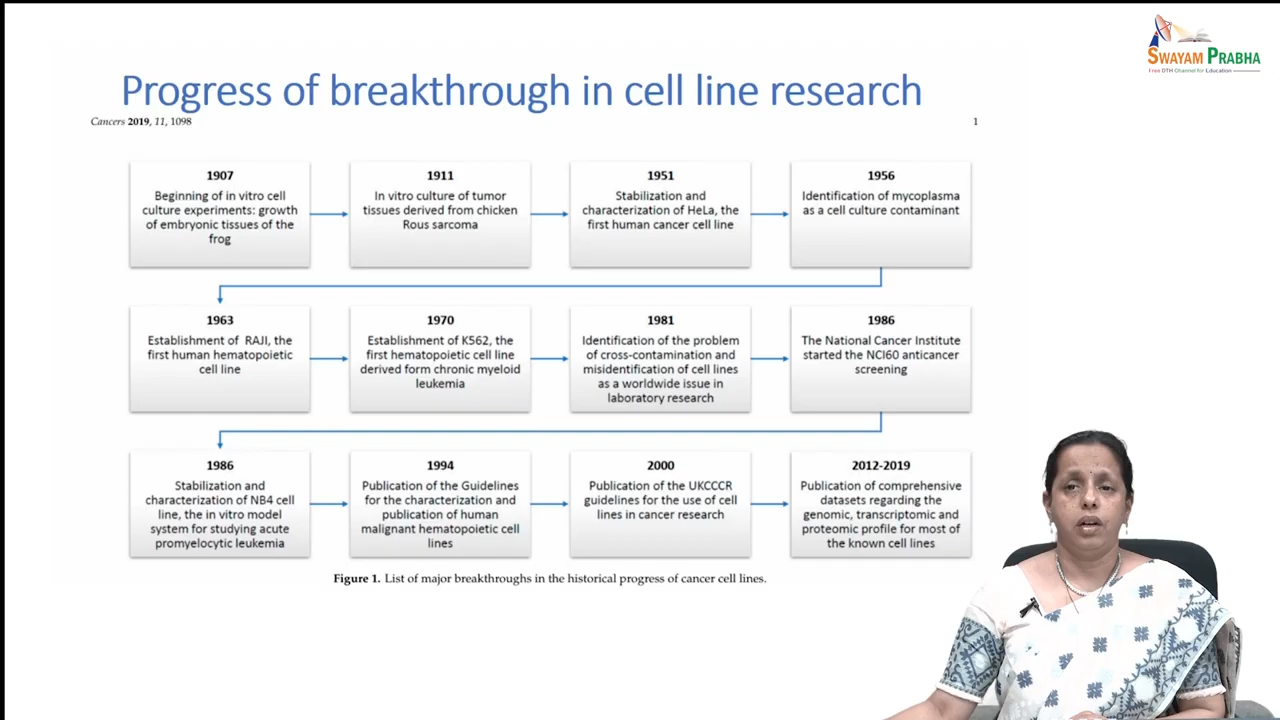 SWAYAM PRABHA
Free DTH Channel for Education
Progress of breakthrough in cell line research
Cancers 2019, 11, 1098
1
1907
Beginning of in vitro cell
culture experiments: growth
of embryonic tissues of the
frog
1911
In vitro culture of tumor
tissues derived from chicken
Rous sarcoma
1951
Stabilization and
characterization of HeLa, the
first human cancer cell line
1956
Identification of mycoplasma
as a cell culture contaminant
1963
Establishment of RAJI, the
first human hematopoietic
cell line
1970
Establishment of K562, the
first hematopoietic cell line
derived form chronic myeloid
leukemia
1981
Identification of the problem
of cross-contamination and
misidentification of cell lines
as a worldwide issue in
laboratory research
1986
The National Cancer Institute
started the NCI60 anticancer
screening
1986
Stabilization and
characterization of NB4 cell
line, the in vitro model
system for studying acute
promyelocytic leukemia
1994
Publication of the Guidelines
for the characterization and
publication of human
malignant hematopoietic cell
lines
2000
Publication of the UKCCCR
guidelines for the use of cell
lines in cancer research
2012-2019
Publication of comprehensive
datasets regarding the
genomic, transcriptomic and
proteomic profile for most of
the known cell lines
Figure 1. List of major breakthroughs in the historical progress of cancer cell lines.